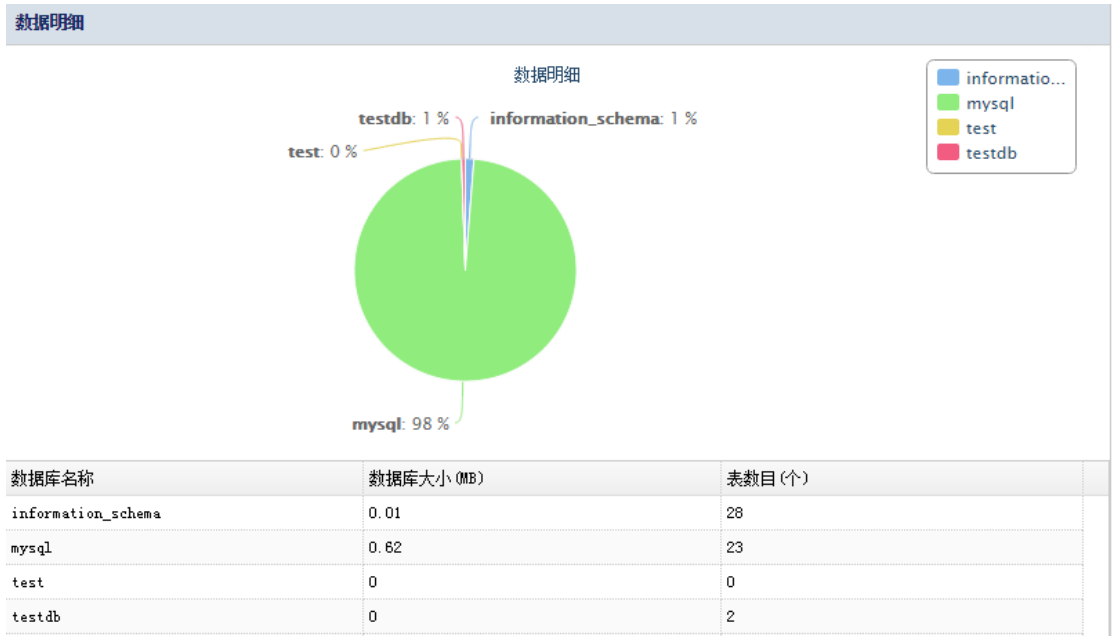 数据明细
数据明细
informatio...
mysql
test
testdb
testdb: 1 %
information_schema: 1 %
test: 0 %
mysql: 98 %
数据库名称 数据库大小(MB) 表数目(个)
information_schema 0.01 28
mysql 0.62 23
test 0 0
testdb 0 2